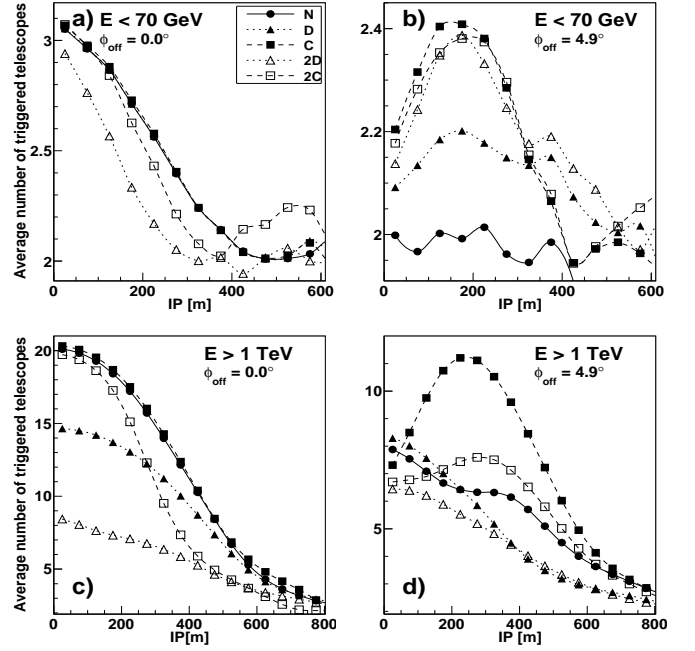 a) E < 70 GeV
ϕoff = 0.0°
N
D
C
2D
2C
Average number of triggered telescopes
3
2.5
2
0 200 400 600
IP [m]
b) E < 70 GeV
ϕoff = 4.9°
2.4
2.2
2
0 200 400 600
IP [m]
E > 1 TeV
ϕoff = 0.0°
c)
Average number of triggered telescopes
20
15
10
5
0 200 400 600 800
IP[m]
E > 1 TeV
ϕoff = 4.9°
d)
10
5
0 200 400 600 800
IP [m]